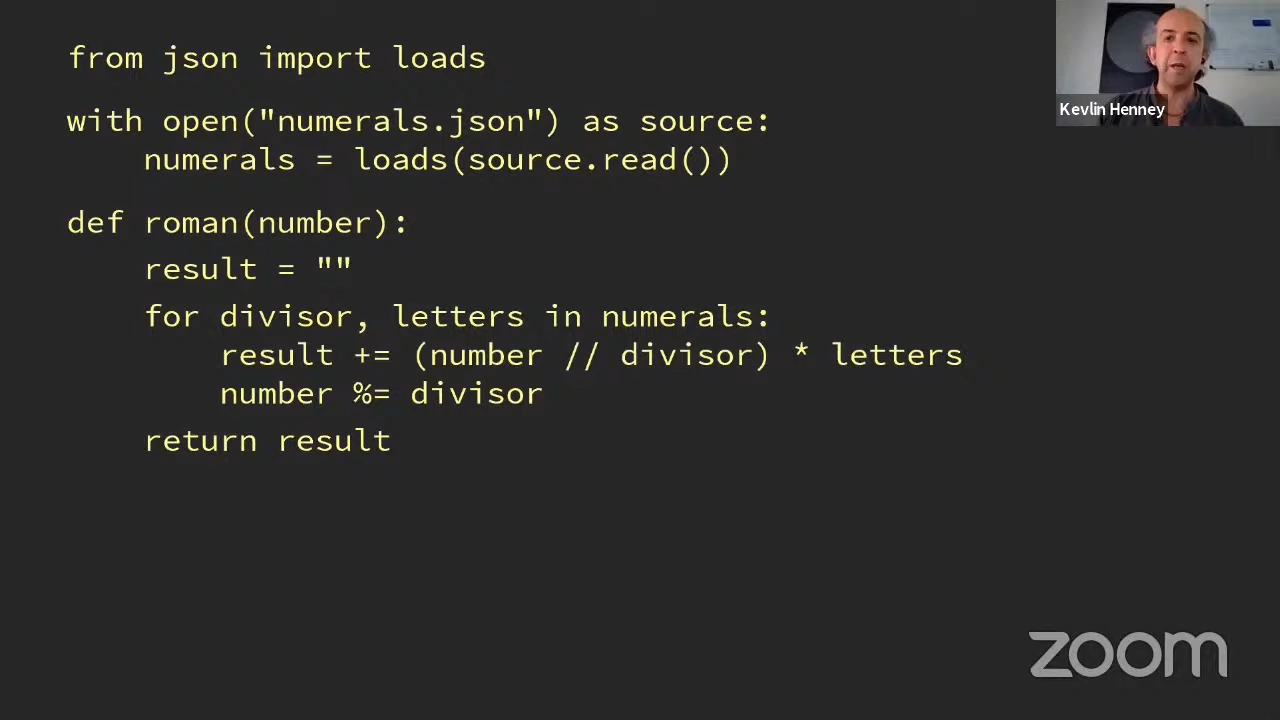 from json import loads
with open("numerals.json") as source:
    numerals = loads(source.read())
def roman(number):
    result = ""
    for divisor, letters in numerals:
        result += (number // divisor) * letters
        number %= divisor
    return result
Kevlin Henney
zoom